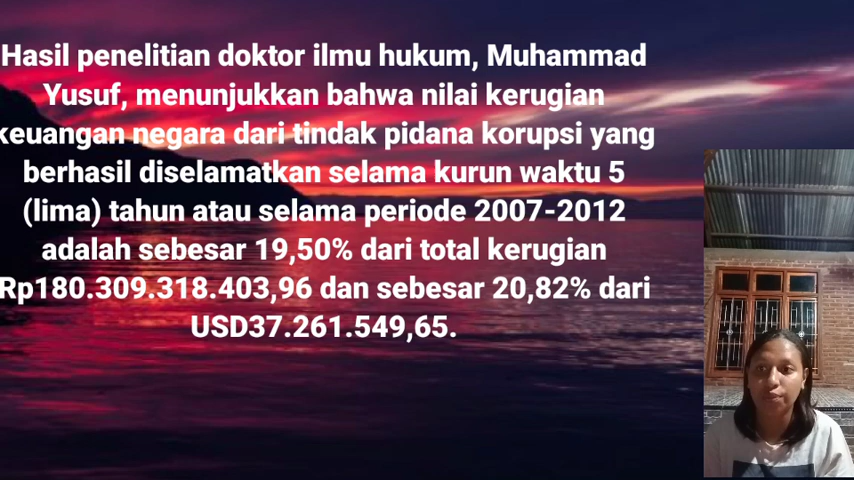 Hasil penelitian doktor ilmu hukum, Muhammad
Yusuf, menunjukkan bahwa nilai kerugian
keuangan negara dari tindak pidana korupsi yang
berhasil diselamatkan selama kurun waktu 5
(lima) tahun atau selama periode 2007-2012
adalah sebesar 19,50% dari total kerugian
Rp180.309.318.403,96 dan sebesar 20,82% dari
USD37.261.549,65.